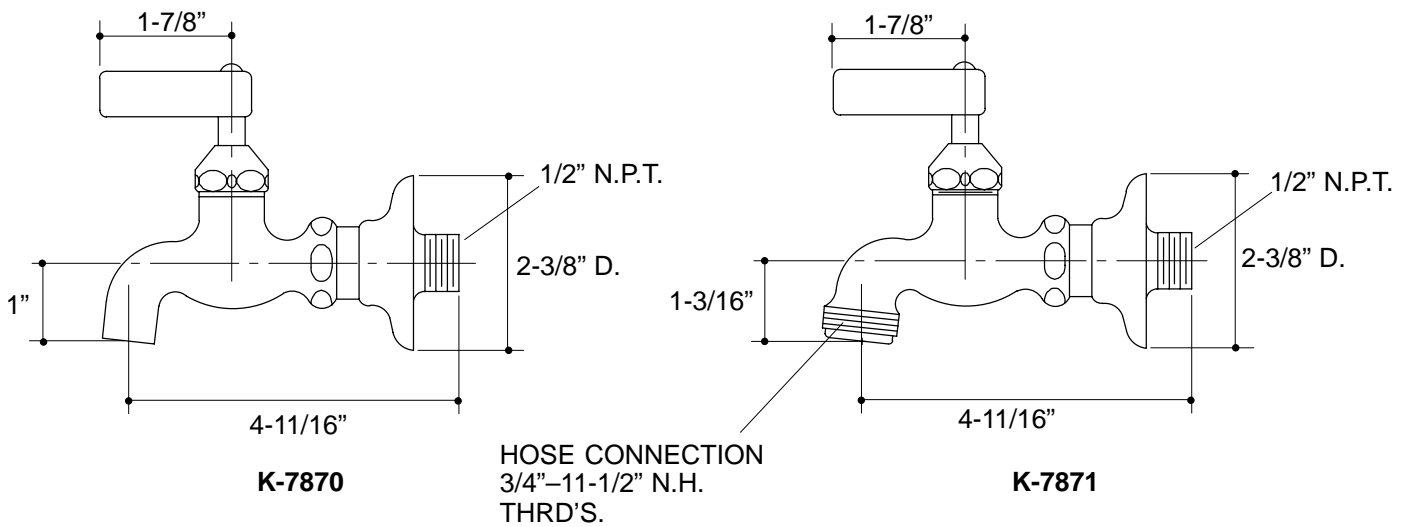 1-7/8”
1/2” N.P.T.
2-3/8” D.
1”
4-11/16”
K-7870
HOSE CONNECTION
3/4”–11-1/2” N.H.
THRD’S.
1-7/8”
1/2” N.P.T.
2-3/8” D.
1-3/16”
4-11/16”
K-7871